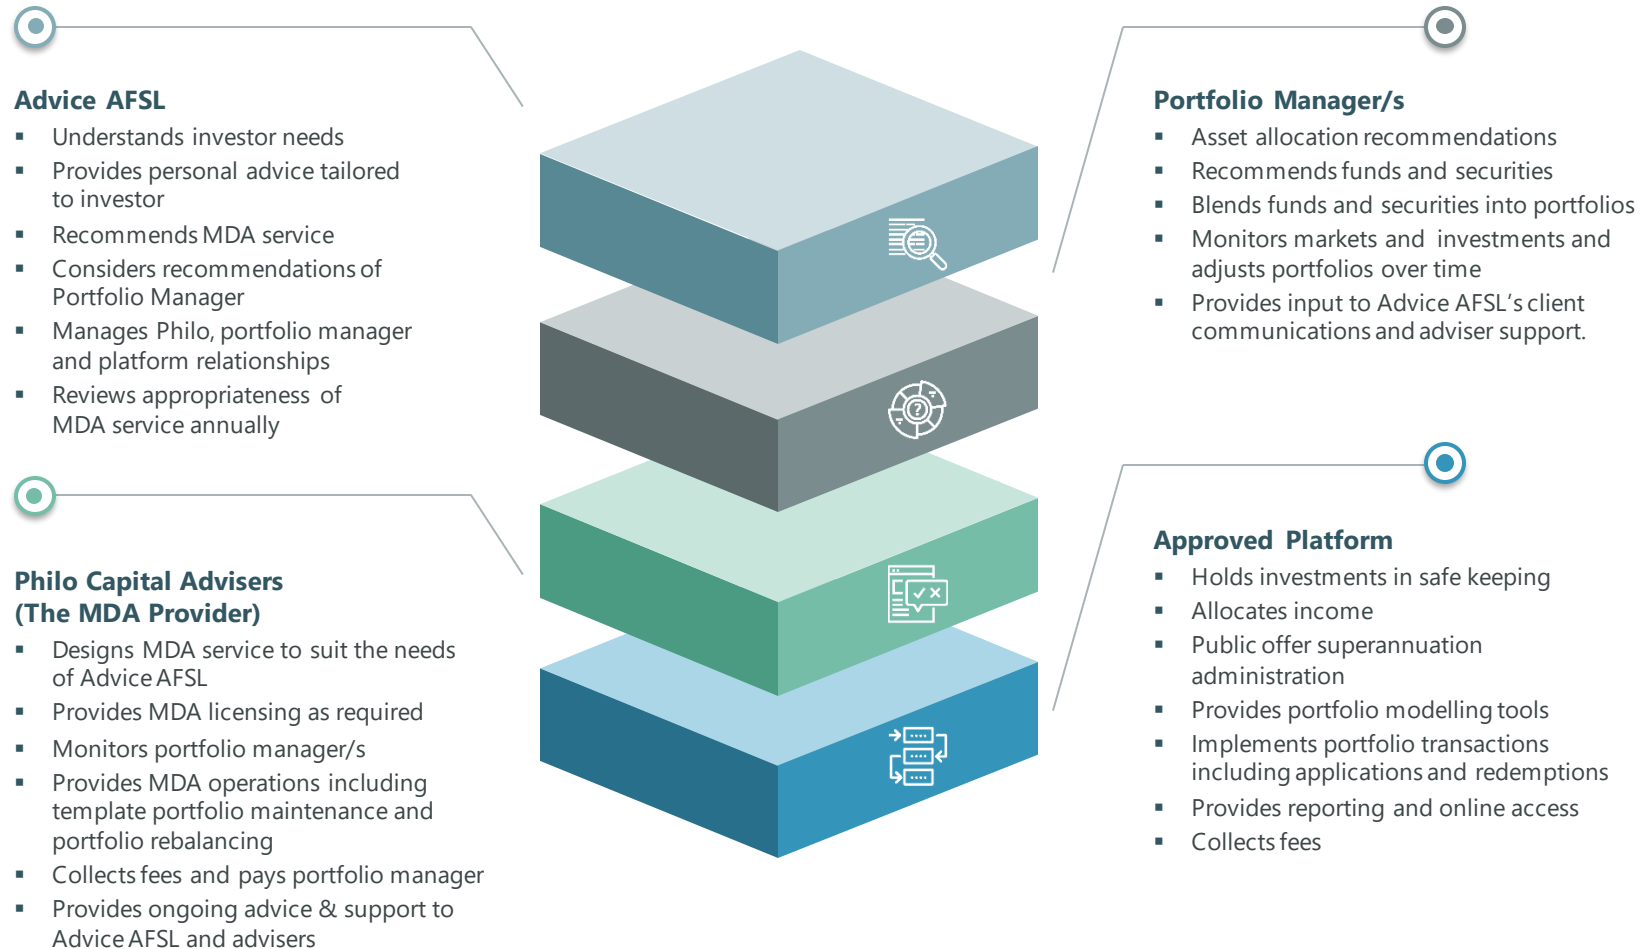 Advice AFSL
▪ Understands investor needs
▪ Provides personal advice tailored
to investor
▪ Recommends MDA service
▪ Considers recommendations of
Portfolio Manager
▪ Manages Philo, portfolio manager
and platform relationships
▪ Reviews appropriateness of
MDA service annually
Philo Capital Advisers
(The MDA Provider)
▪ Designs MDA service to suit the needs
of Advice AFSL
▪ Provides MDA licensing as required
▪ Monitors portfolio manager/s
▪ Provides MDA operations including
template portfolio maintenance and
portfolio rebalancing
▪ Collects fees and pays portfolio manager
▪ Provides ongoing advice & support to
Advice AFSL and advisers
?
Portfolio Manager/s
▪ Asset allocation recommendations
▪ Recommends funds and securities
▪ Blends funds and securities into portfolios
▪ Monitors markets and investments and
adjusts portfolios over time
▪ Provides input to Advice AFSL’s client
communications and adviser support.
Approved Platform
▪ Holds investments in safe keeping
▪ Allocates income
▪ Public offer superannuation
administration
▪ Provides portfolio modelling tools
▪ Implements portfolio transactions
including applications and redemptions
▪ Provides reporting and online access
▪ Collects fees